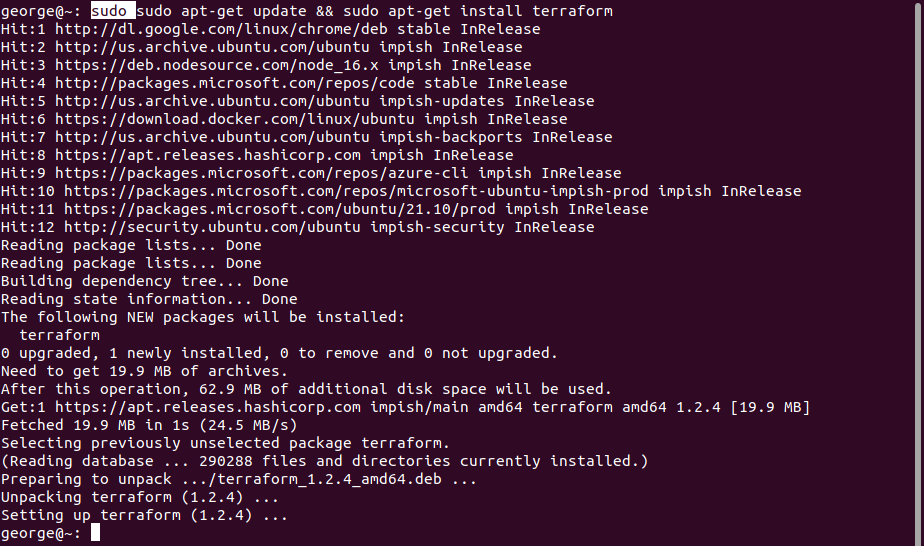 george@~: sudo sudo apt-get update && sudo apt-get install terraform
Hit:1 http://dl.google.com/linux/chrome/deb stable InRelease
Hit:2 http://us.archive.ubuntu.com/ubuntu impish InRelease
Hit:3 https://deb.nodesource.com/node_16.x impish InRelease
Hit:4 http://packages.microsoft.com/repos/code stable InRelease
Hit:5 http://us.archive.ubuntu.com/ubuntu impish-updates InRelease
Hit:6 https://download.docker.com/linux/ubuntu impish InRelease
Hit:7 http://us.archive.ubuntu.com/ubuntu impish-backports InRelease
Hit:8 https://apt.releases.hashicorp.com impish InRelease
Hit:9 https://packages.microsoft.com/repos/azure-cli impish InRelease
Hit:10 https://packages.microsoft.com/repos/microsoft-ubuntu-impish-prod impish InRelease
Hit:11 https://packages.microsoft.com/ubuntu/21.10/prod impish InRelease
Hit:12 http://security.ubuntu.com/ubuntu impish-security InRelease
Reading package lists... Done
Reading package lists... Done
Building dependency tree... Done
Reading state information... Done
The following NEW packages will be installed:
  terraform
0 upgraded, 1 newly installed, 0 to remove and 0 not upgraded.
Need to get 19.9 MB of archives.
After this operation, 62.9 MB of additional disk space will be used.
Get:1 https://apt.releases.hashicorp.com impish/main amd64 terraform amd64 1.2.4 [19.9 MB]
Fetched 19.9 MB in 1s (24.5 MB/s)
Selecting previously unselected package terraform.
(Reading database ... 290288 files and directories currently installed.)
Preparing to unpack .../terraform_1.2.4_amd64.deb ...
Unpacking terraform (1.2.4) ...
Setting up terraform (1.2.4) ...
george@~: